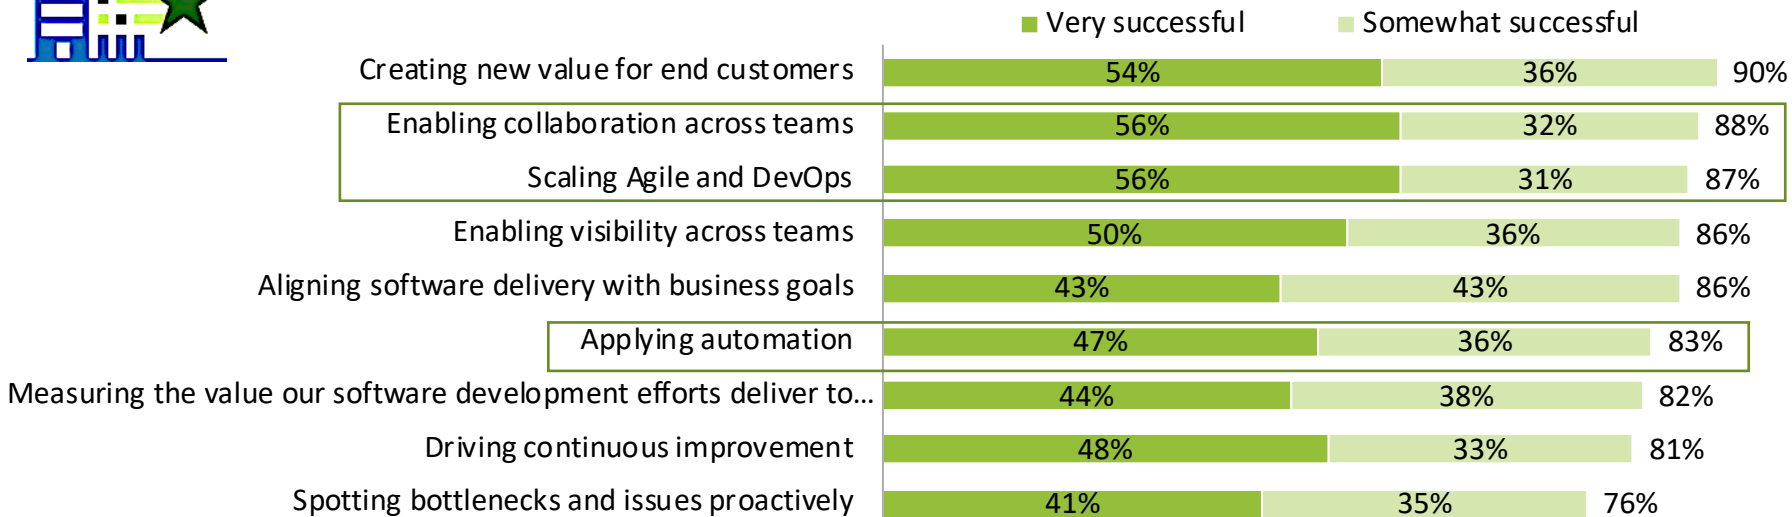 Very successful Somewhat successful
Creating new value for end customers 54% 36% 90%
Enabling collaboration across teams 56% 32% 88%
Scaling Agile and DevOps 56% 31% 87%
Enabling visibility across teams 50% 36% 86%
Aligning software delivery with business goals 43% 43% 86%
Applying automation 47% 36% 83%
Measuring the value our software development efforts deliver to... 44% 38% 82%
Driving continuous improvement 48% 33% 81%
Spotting bottlenecks and issues proactively 41% 35% 76%